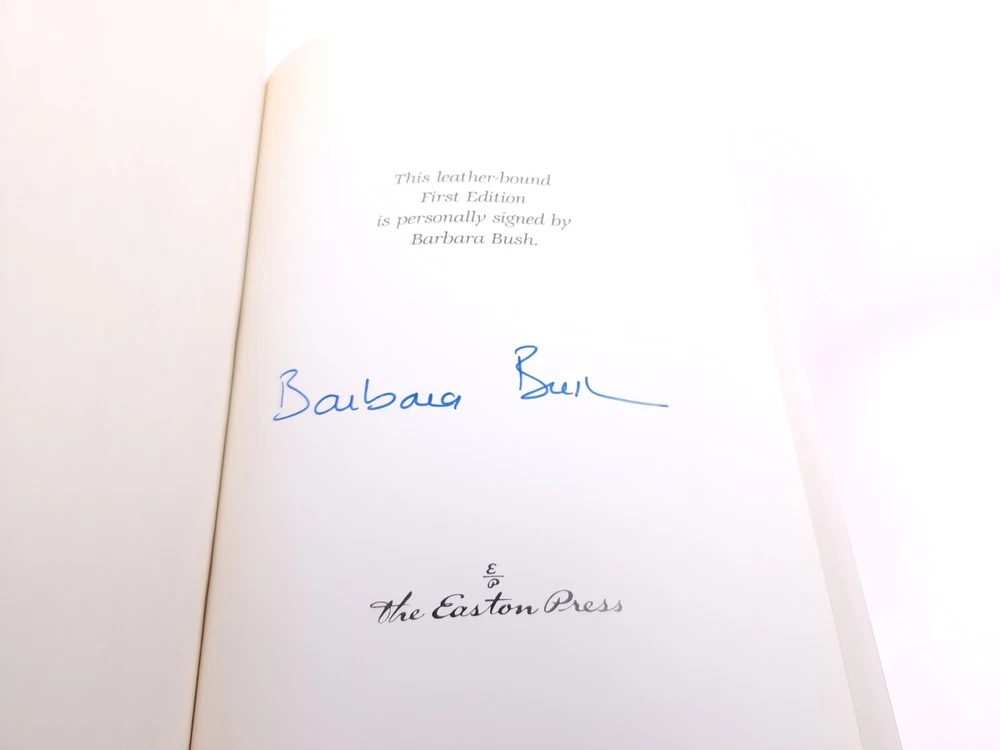 This leather-bound
First Edition
is personally signed by
Barbara Bush.
Barbara Bush
E
P
The Easton Press